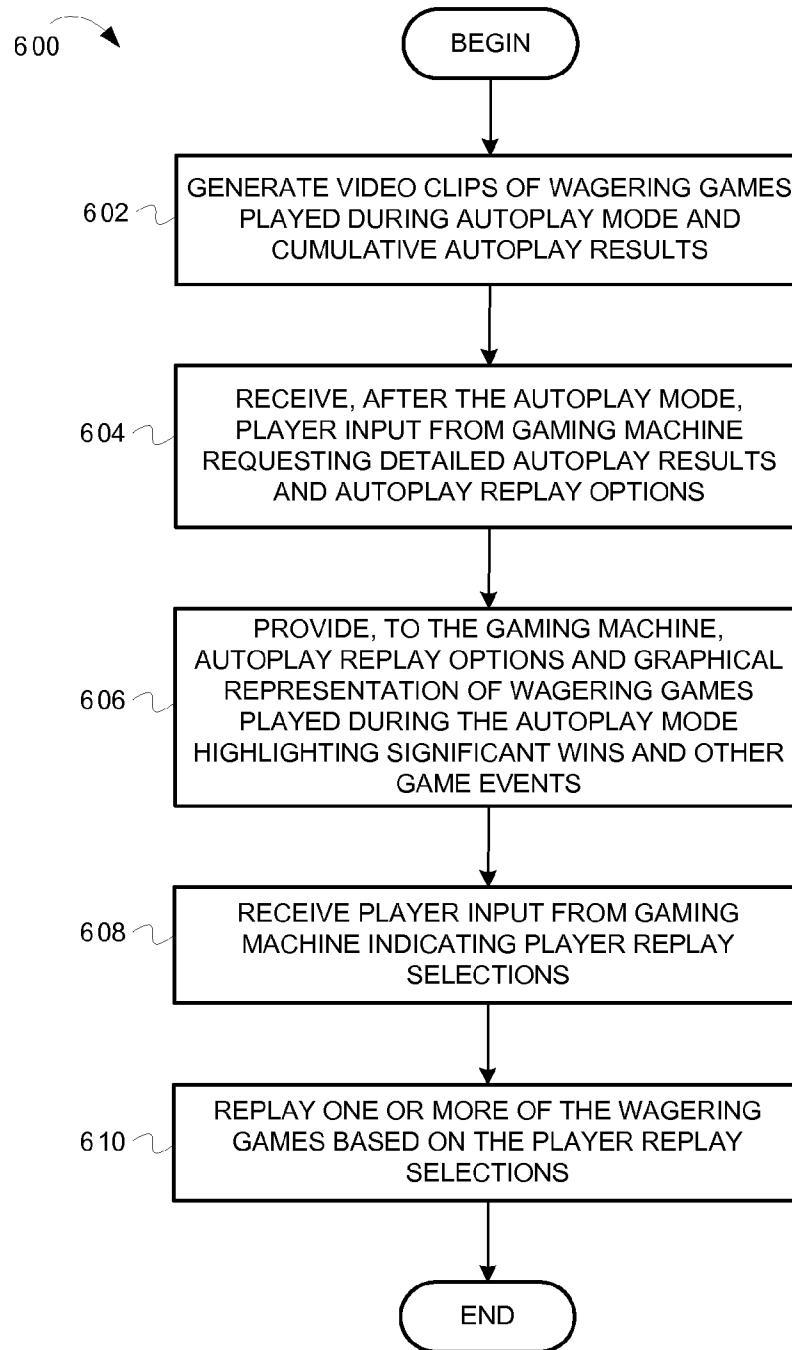 600
BEGIN
602
GENERATE VIDEO CLIPS OF WAGERING GAMES
PLAYED DURING AUTOPLAY MODE AND
CUMULATIVE AUTOPLAY RESULTS
604
RECEIVE, AFTER THE AUTOPLAY MODE,
PLAYER INPUT FROM GAMING MACHINE
REQUESTING DETAILED AUTOPLAY RESULTS
AND AUTOPLAY REPLAY OPTIONS
606
PROVIDE, TO THE GAMING MACHINE,
AUTOPLAY REPLAY OPTIONS AND GRAPHICAL
REPRESENTATION OF WAGERING GAMES
PLAYED DURING THE AUTOPLAY MODE
HIGHLIGHTING SIGNIFICANT WINS AND OTHER
GAME EVENTS
608
RECEIVE PLAYER INPUT FROM GAMING
MACHINE INDICATING PLAYER REPLAY
SELECTIONS
610
REPLAY ONE OR MORE OF THE WAGERING
GAMES BASED ON THE PLAYER REPLAY
SELECTIONS
END